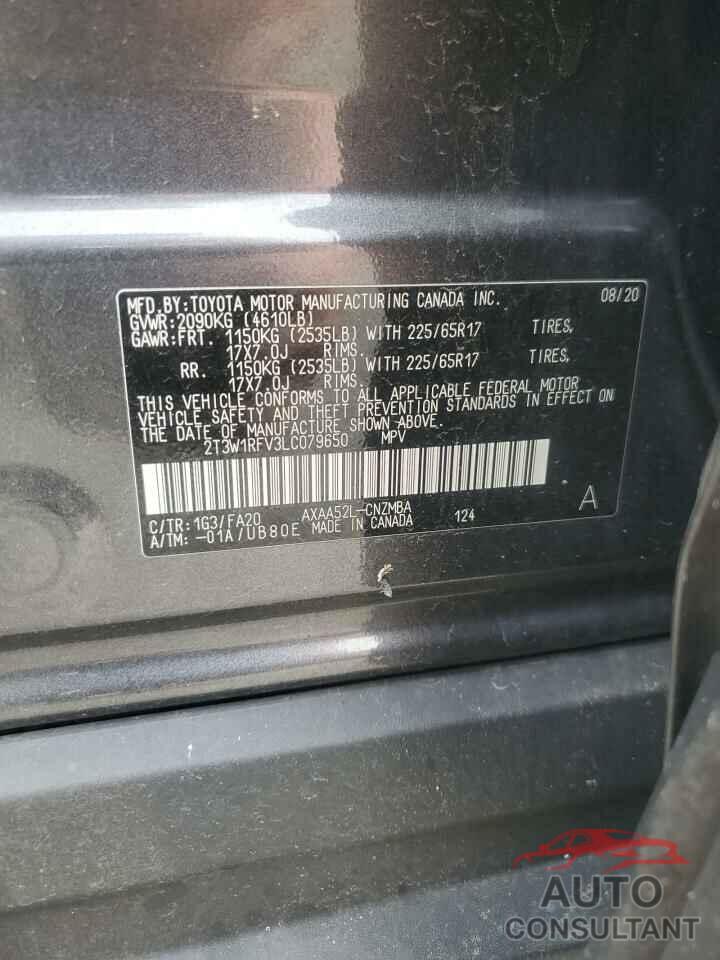 MFD.BY:TOYOTA MOTOR MANUFACTURING CANADA INC. 08/20
GVWR:2090KG (4610LB)
GAWR:FRT. 1150KG (2535LB) WITH 225/65R17 TIRES,
17X7.0J RIMS.
RR. 1150KG (2535LB) WITH 225/65R17 TIRES,
17X7.0J RIMS.
THIS VEHICLE CONFORMS TO ALL APPLICABLE FEDERAL MOTOR
VEHICLE SAFETY AND THEFT PREVENTION STANDARDS IN EFFECT ON
THE DATE OF MANUFACTURE SHOWN ABOVE.
2T3W1RFV3LC079650 MPV
A
C/TR:1G3/FA20 AXAA52L-CNZMBA 124
A/TM:-01A/UB80E MADE IN CANADA
AUTO
CONSULTANT